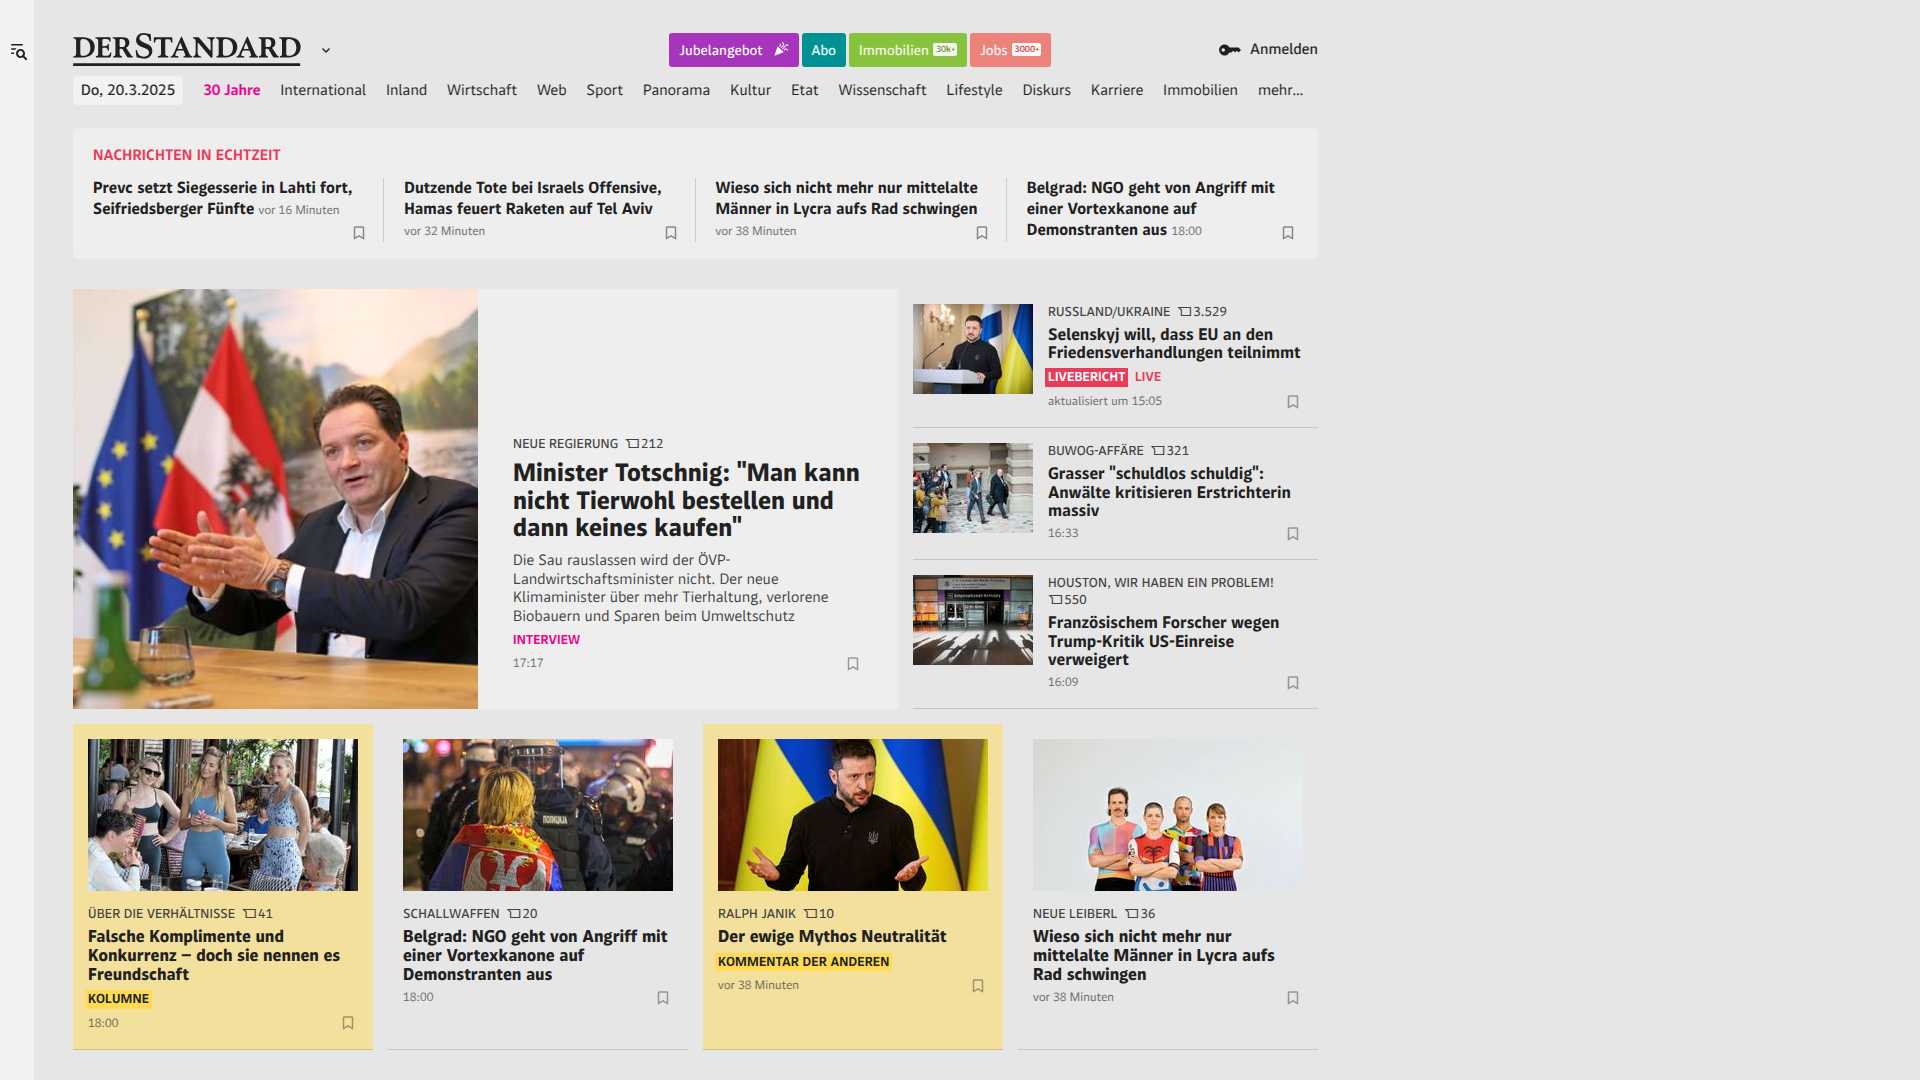 DERSTANDARD
Jubelangebot
Abo
Immobilien 30k+
Jobs 3000+
Anmelden
Do, 20.3.2025
30 Jahre
International
Inland
Wirtschaft
Web
Sport
Panorama
Kultur
Etat
Wissenschaft
Lifestyle
Diskurs
Karriere
Immobilien
mehr...
NACHRICHTEN IN ECHTZEIT
Prevc setzt Siegesserie in Lahti fort,
Seifriedsberger Fünfte vor 16 Minuten
Dutzende Tote bei Israels Offensive,
Hamas feuert Raketen auf Tel Aviv
vor 32 Minuten
Wieso sich nicht mehr nur mittelalte
Männer in Lycra aufs Rad schwingen
vor 38 Minuten
Belgrad: NGO geht von Angriff mit
einer Vortexkanone auf
Demonstranten aus 18:00
NEUE REGIERUNG 212
Minister Totschnig: "Man kann
nicht Tierwohl bestellen und
dann keines kaufen"
Die Sau rauslassen wird der ÖVP-
Landwirtschaftsminister nicht. Der neue
Klimaminister über mehr Tierhaltung, verlorene
Biobauern und Sparen beim Umweltschutz
INTERVIEW
17:17
RUSSLAND/UKRAINE 3.529
Selenskyj will, dass EU an den
Friedensverhandlungen teilnimmt
LIVEBERICHT LIVE
aktualisiert um 15:05
BUWOG-AFFÄRE 321
Grasser "schuldlos schuldig":
Anwälte kritisieren Erstrichterin
massiv
16:33
HOUSTON, WIR HABEN EIN PROBLEM!
550
Französischem Forscher wegen
Trump-Kritik US-Einreise
verweigert
16:09
ÜBER DIE VERHÄLTNISSE 41
Falsche Komplimente und
Konkurrenz – doch sie nennen es
Freundschaft
KOLUMNE
18:00
ПОЛИЦИЈА
SCHALLWAFFEN 20
Belgrad: NGO geht von Angriff mit
einer Vortexkanone auf
Demonstranten aus
18:00
RALPH JANIK 10
Der ewige Mythos Neutralität
KOMMENTAR DER ANDEREN
vor 38 Minuten
NEUE LEIBERL 36
Wieso sich nicht mehr nur
mittelalte Männer in Lycra aufs
Rad schwingen
vor 38 Minuten